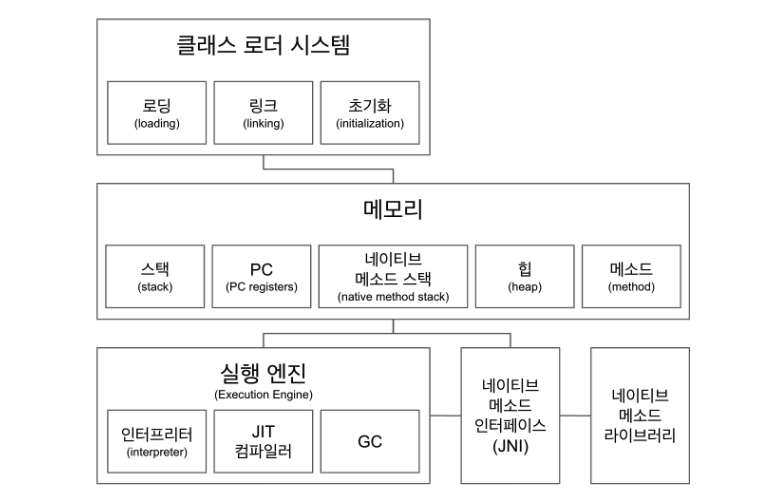 클래스 로더 시스템
로딩
(loading)
링크
(linking)
초기화
(initialization)
메모리
스택
(stack)
PC
(PC registers)
네이티브
메소드 스택
(native method stack)
힙
(heap)
메소드
(method)
실행 엔진
(Execution Engine)
인터프리터
(interpreter)
JIT
컴파일러
GC
네이티브
메소드
인터페이스
(JNI)
네이티브
메소드
라이브러리